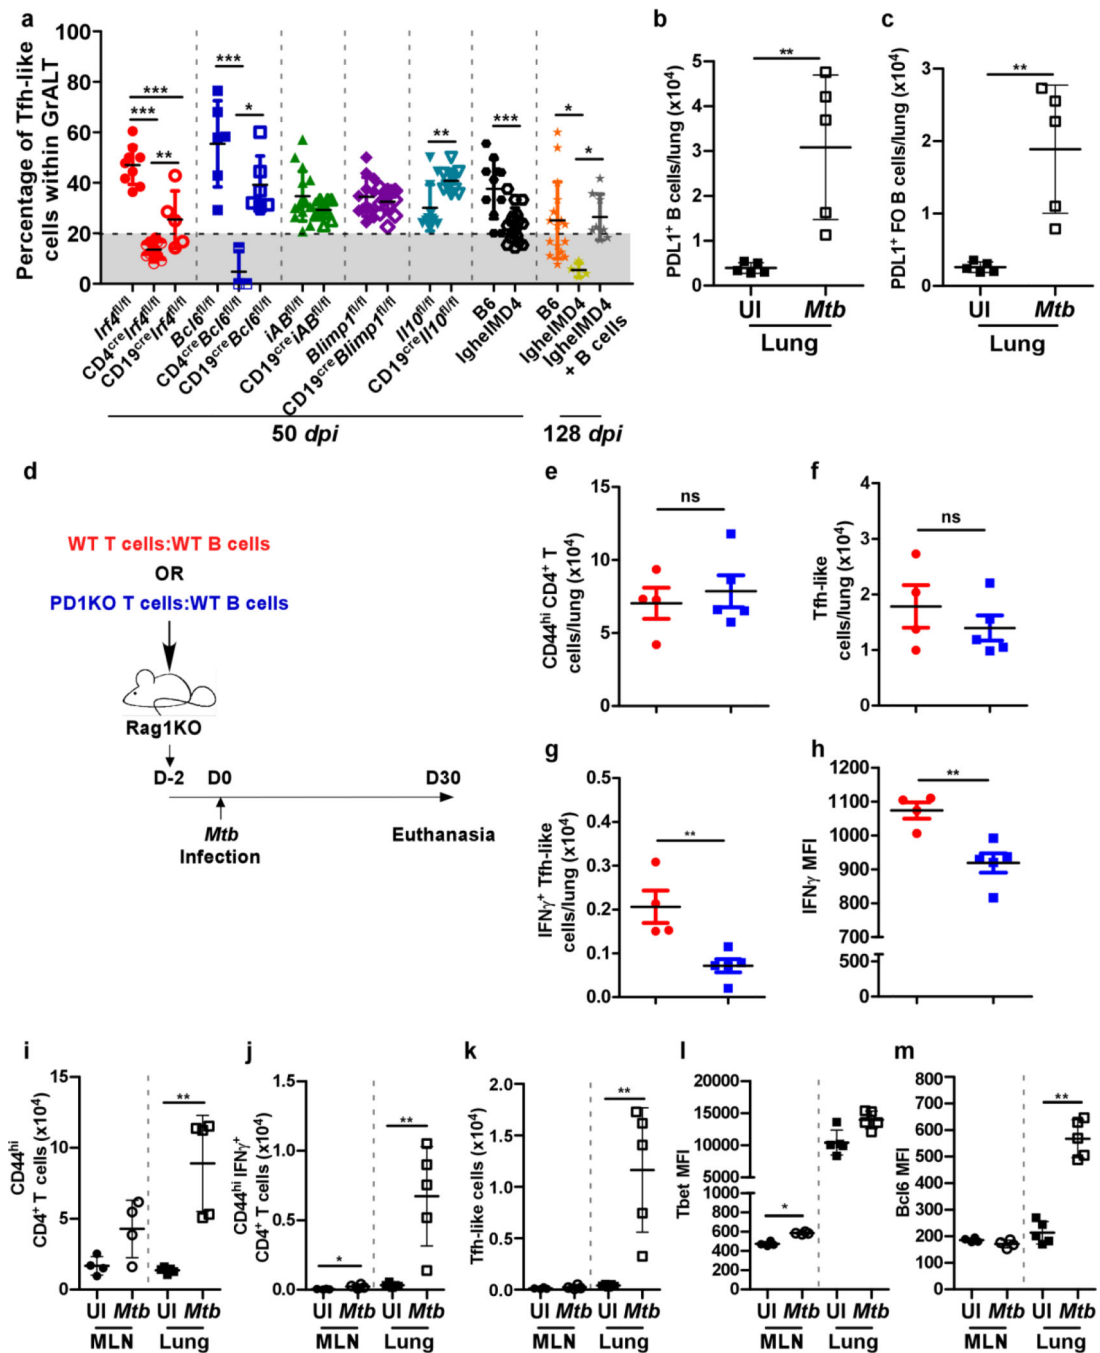 a
Percentage of Tfh-like
cells within GrALT
100
80
60
40
20
0
***
***
**
***
*
**
***
*
*
Irf4fl/fl
CD4creIrf4fl/fl
CD19creIrf4fl/fl
Bcl6fl/fl
CD4creBcl6fl/fl
CD19creBcl6fl/fl
iABfl/fl
CD19creiABfl/fl
Blimp1fl/fl
CD19creBlimp1fl/fl
Il10fl/fl
CD19creIl10fl/fl
B6
IghelMD4
B6
IghelMD4
IghelMD4
+ B cells
50 dpi
128 dpi
b
PDL1+ B cells/lung (x10⁴)
5
4
3
2
1
0
**
UI
Mtb
Lung
c
PDL1+ FO B cells/lung (x10⁴)
3
2
1
0
**
UI
Mtb
Lung
d
WT T cells:WT B cells
OR
PD1KO T cells:WT B cells
Rag1KO
D-2
D0
D30
Mtb
Infection
Euthanasia
e
CD44hi CD4+ T
cells/lung (x10⁴)
15
10
5
0
ns
f
Tfh-like
cells/lung (x10⁴)
4
3
2
1
0
ns
g
IFNγ+ Tfh-like
cells/lung (x10⁴)
0.5
0.4
0.3
0.2
0.1
0.0
**
h
IFNγ MFI
1200
1100
1000
900
800
700
500
0
**
i
CD44hi
CD4+ T cells (x10⁴)
15
10
5
0
**
UI Mtb UI Mtb
MLN Lung
j
CD44hi IFNγ+
CD4+ T cells (x10⁴)
1.5
1.0
0.5
0.0
*
**
UI Mtb UI Mtb
MLN Lung
k
Tfh-like cells (x10⁴)
2.0
1.5
1.0
0.5
0.0
**
UI Mtb UI Mtb
MLN Lung
l
Tbet MFI
20000
15000
10000
5000
1000
800
600
400
200
0
*
UI Mtb UI Mtb
MLN Lung
m
Bcl6 MFI
800
700
600
500
400
300
200
100
0
**
UI Mtb UI Mtb
MLN Lung